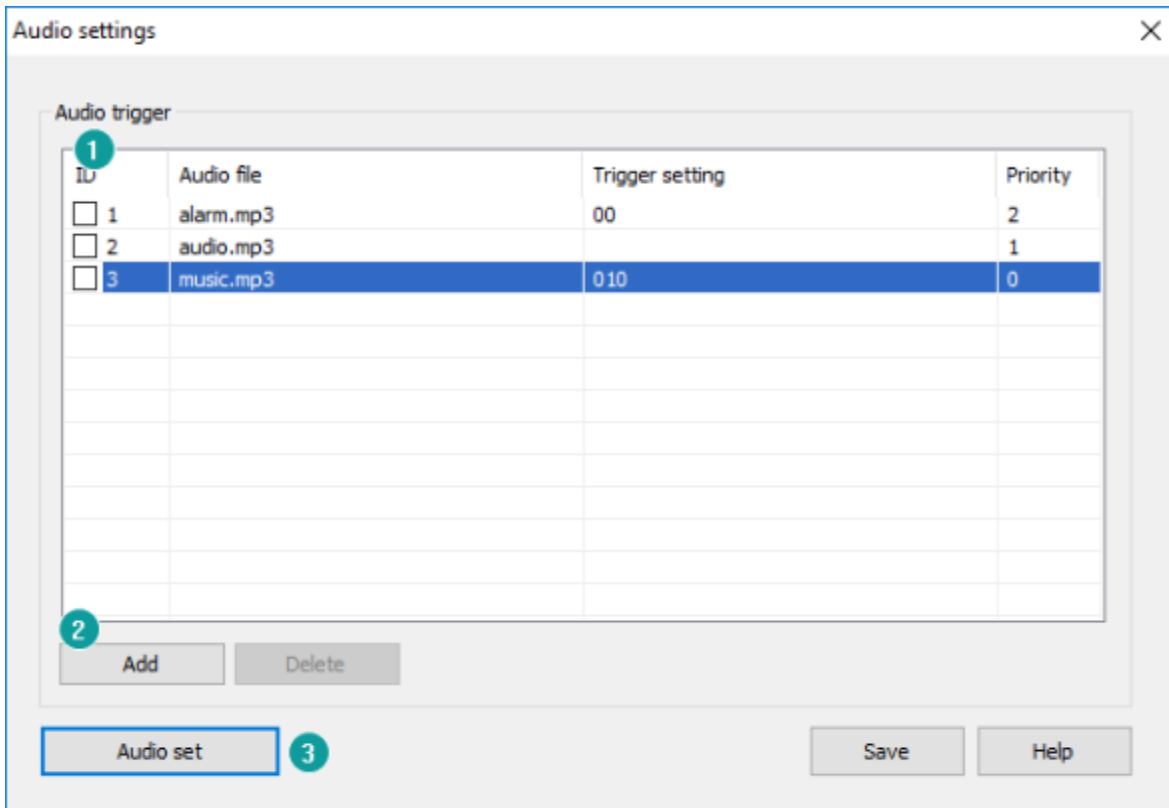 Audio settings
Audio trigger
1
ID Audio file Trigger setting Priority
1 alarm.mp3 00 2
2 audio.mp3 1
3 music.mp3 010 0
2
Add Delete
Audio set 3 Save Help